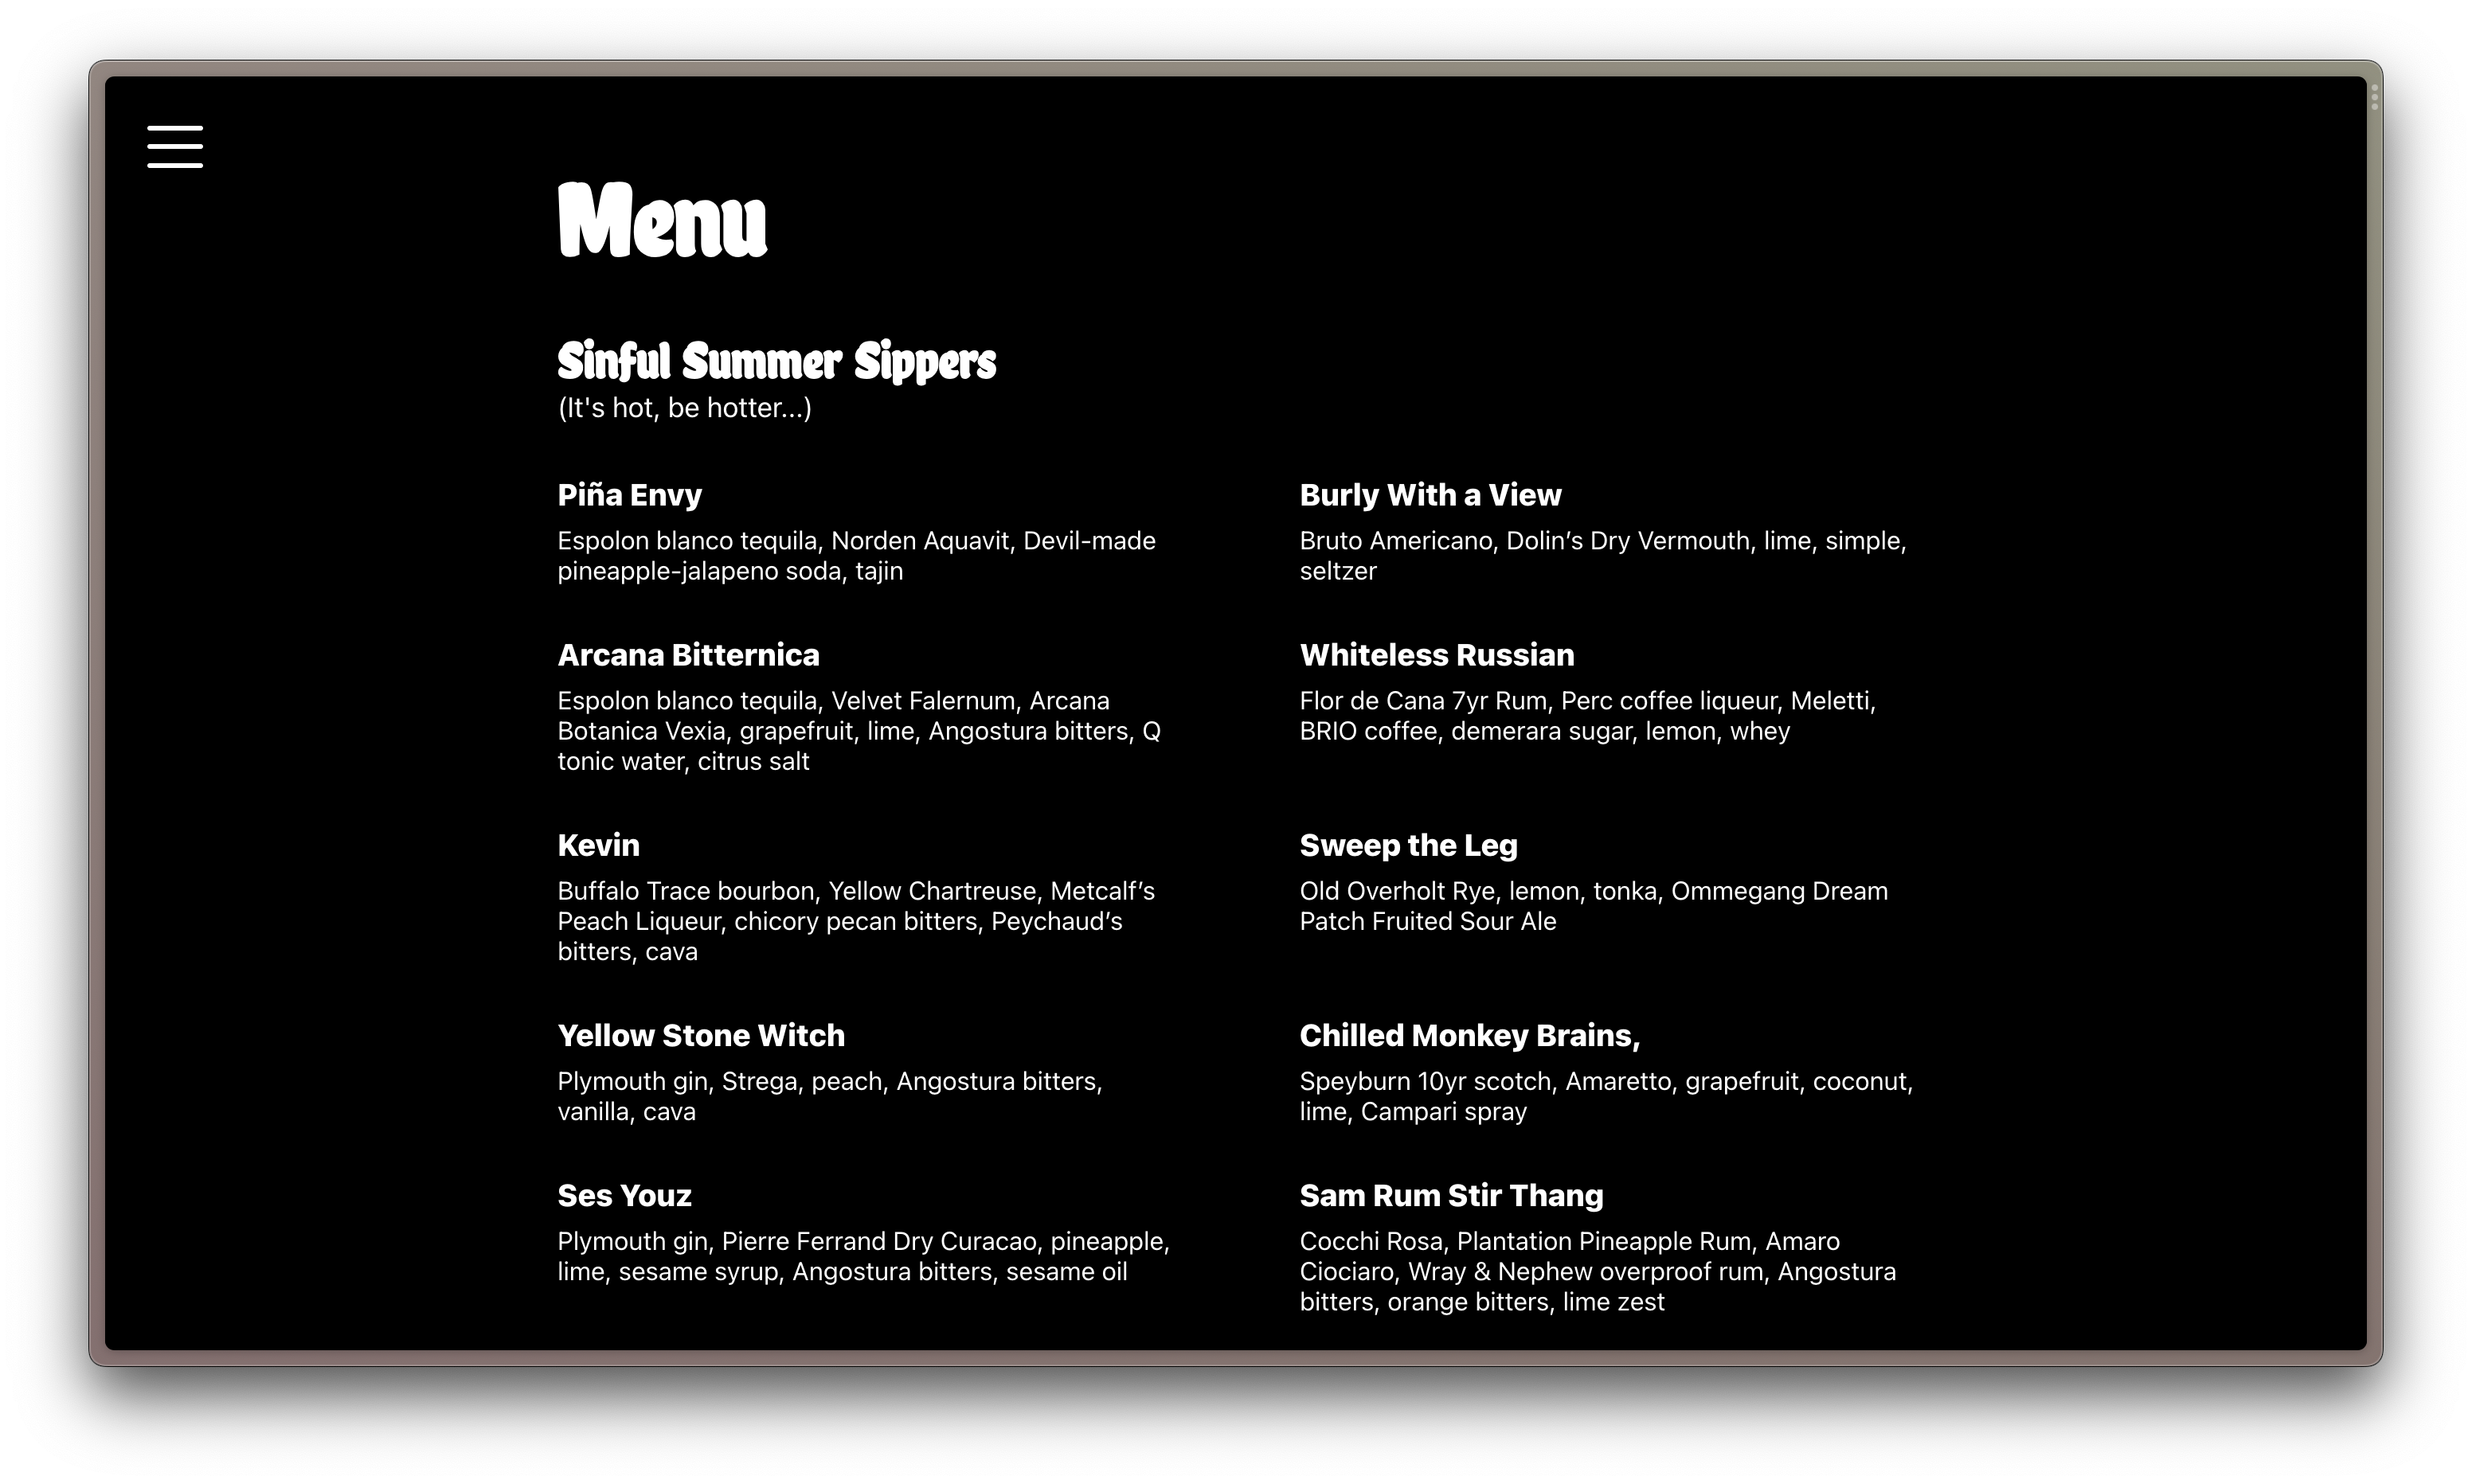 Menu
Sinful Summer Sippers
(It's hot, be hotter...)
Piña Envy
Espolon blanco tequila, Norden Aquavit, Devil-made
pineapple-jalapeno soda, tajin
Burly With a View
Bruto Americano, Dolin’s Dry Vermouth, lime, simple,
seltzer
Arcana Bitternica
Espolon blanco tequila, Velvet Falernum, Arcana
Botanica Vexia, grapefruit, lime, Angostura bitters, Q
tonic water, citrus salt
Whiteless Russian
Flor de Cana 7yr Rum, Perc coffee liqueur, Meletti,
BRIO coffee, demerara sugar, lemon, whey
Kevin
Buffalo Trace bourbon, Yellow Chartreuse, Metcalf’s
Peach Liqueur, chicory pecan bitters, Peychaud’s
bitters, cava
Sweep the Leg
Old Overholt Rye, lemon, tonka, Ommegang Dream
Patch Fruited Sour Ale
Yellow Stone Witch
Plymouth gin, Strega, peach, Angostura bitters,
vanilla, cava
Chilled Monkey Brains,
Speyburn 10yr scotch, Amaretto, grapefruit, coconut,
lime, Campari spray
Ses Youz
Plymouth gin, Pierre Ferrand Dry Curacao, pineapple,
lime, sesame syrup, Angostura bitters, sesame oil
Sam Rum Stir Thang
Cocchi Rosa, Plantation Pineapple Rum, Amaro
Ciociaro, Wray & Nephew overproof rum, Angostura
bitters, orange bitters, lime zest